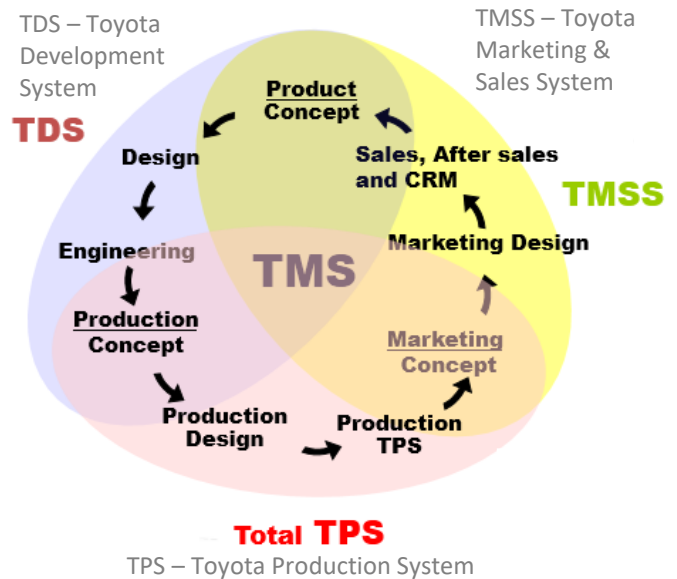 TDS – Toyota
Development
System
TDS
TMSS – Toyota
Marketing &
Sales System
TMSS
Product
Concept
Design
Engineering
Production
Concept
Production
Design
Production
TPS
Marketing
Concept
Marketing Design
Sales, After sales
and CRM
TMS
Total TPS
TPS – Toyota Production System